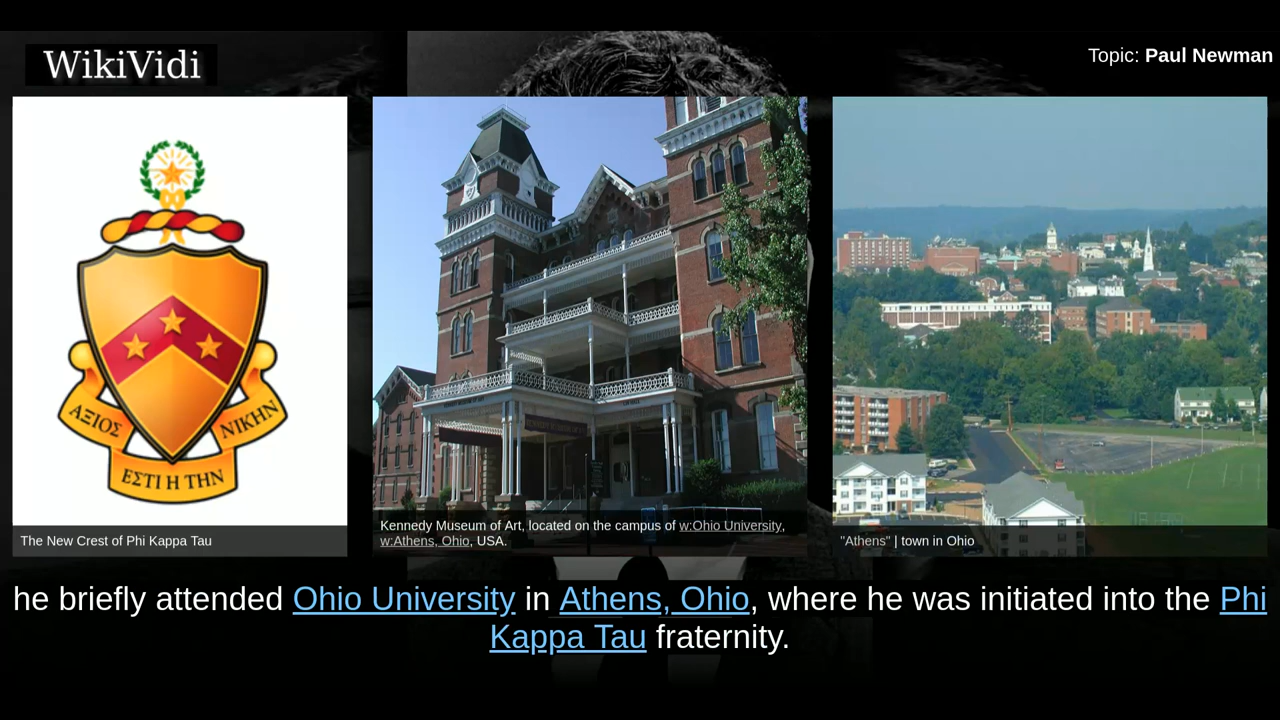 WikiVidi
Topic: Paul Newman
ΑΞΙΟΣ
ΕΣΤΙ Η ΤΗΝ
ΝΙΚΗΝ
The New Crest of Phi Kappa Tau
Kennedy Museum of Art, located on the campus of w:Ohio University,
w:Athens, Ohio, USA.
"Athens" | town in Ohio
he briefly attended Ohio University in Athens, Ohio, where he was initiated into the Phi
Kappa Tau fraternity.